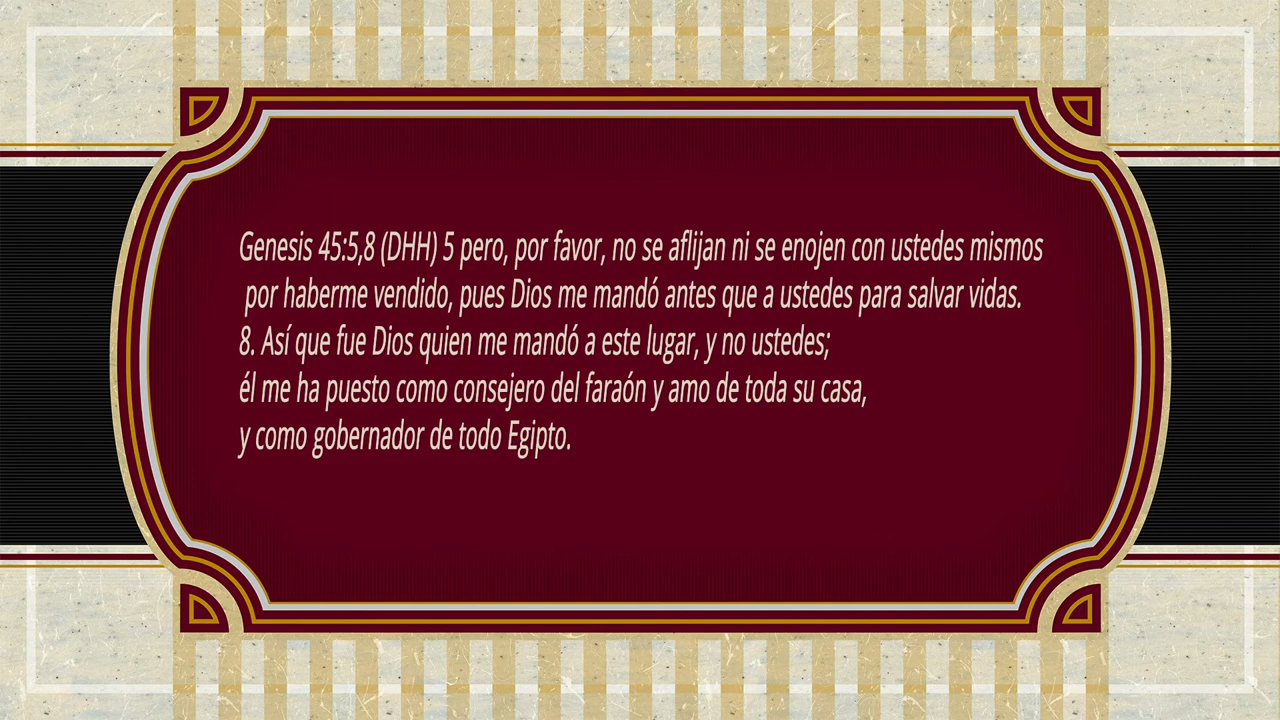 Genesis 45:5,8 (DHH) 5 pero, por favor, no se aflijan ni se enojen con ustedes mismos
por haberme vendido, pues Dios me mandó antes que a ustedes para salvar vidas.
8. Así que fue Dios quien me mandó a este lugar, y no ustedes;
él me ha puesto como consejero del faraón y amo de toda su casa,
y como gobernador de todo Egipto.